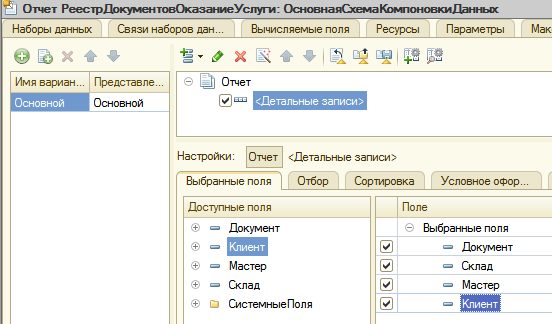 Отчет РеестрДокументовОказаниеУслуги: ОсновнаяСхемаКомпоновкиДанных
Наборы данных Связи наборов дан... Вычисляемые поля Ресурсы Параметры Мак
Имя вариан... Представле...
Основной Основной
Отчет
<Детальные записи>
Настройки: Отчет <Детальные записи>
Выбранные поля Отбор Сортировка Условное офор...
Доступные поля Поле
Документ Выбранные поля
Клиент Документ
Мастер Склад
Склад Мастер
СистемныеПоля Клиент